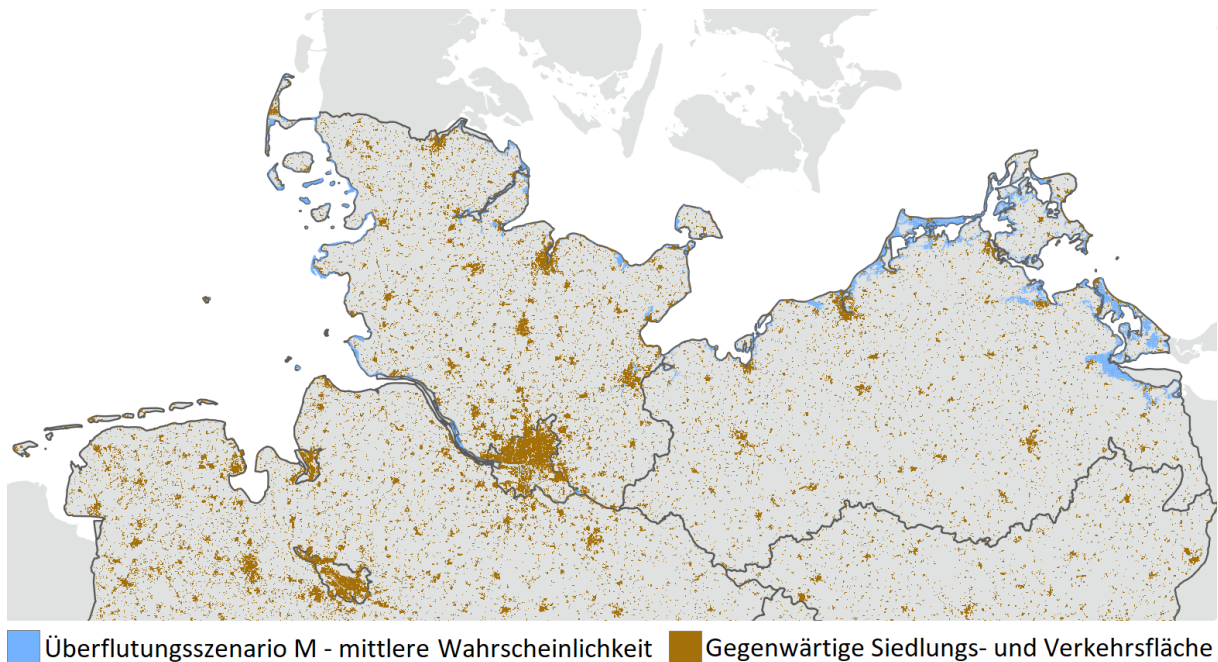 Überflutungsszenario M - mittlere Wahrscheinlichkeit
Gegenwärtige Siedlungs- und Verkehrsfläche